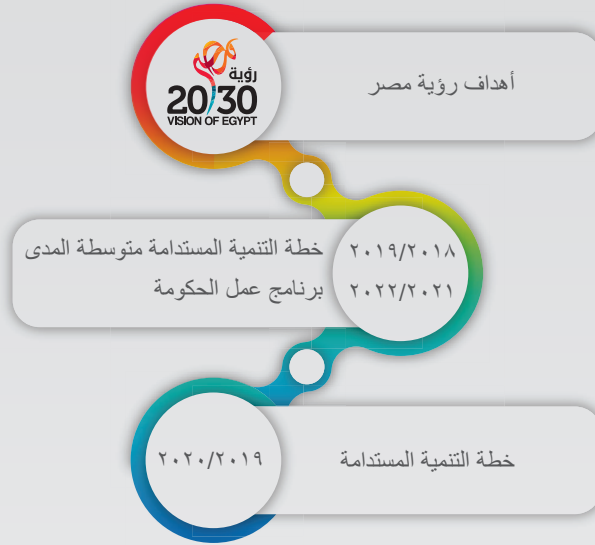 رؤية
20/30
VISION OF EGYPT
أهداف رؤية مصر
٢٠١٩/٢٠١٨ خطة التنمية المستدامة متوسطة المدى
٢٠٢٢/٢٠٢١ برنامج عمل الحكومة
خطة التنمية المستدامة
٢٠٢٠/٢٠١٩